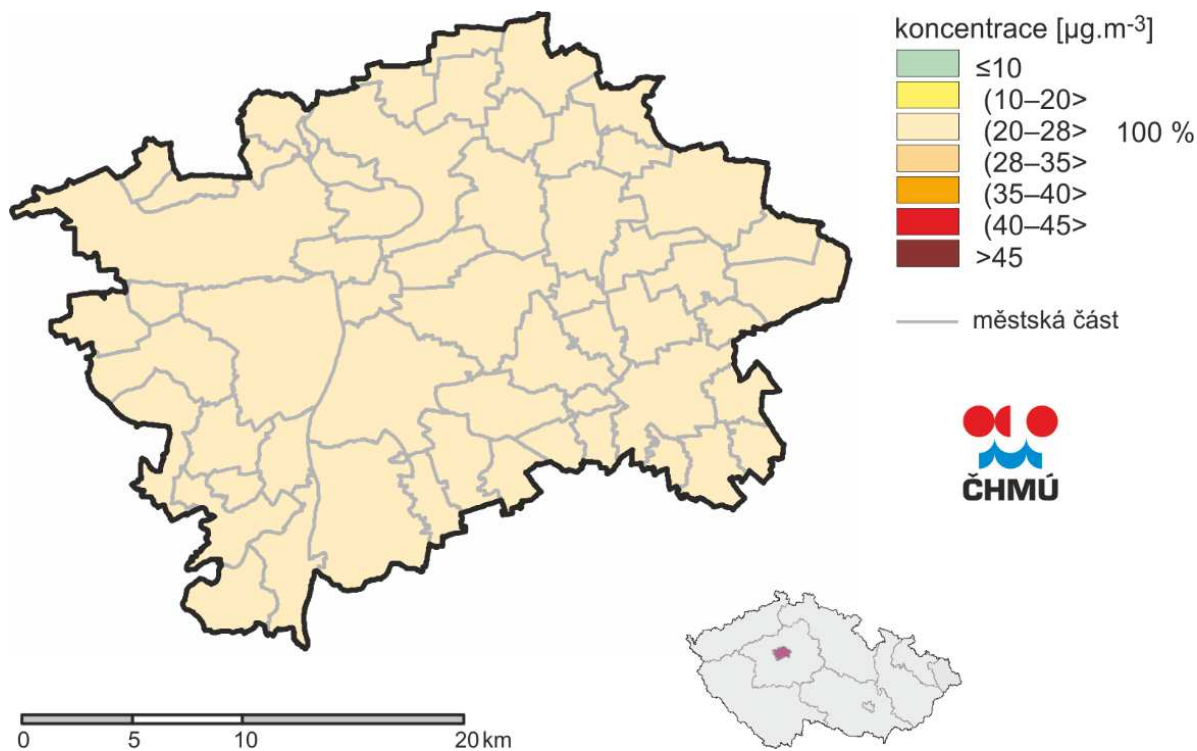 koncentrace [µg.m⁻³]
≤10
(10–20>
(20–28> 100 %
(28–35>
(35–40>
(40–45>
>45
městská část
ČHMÚ
0 5 10 20 km